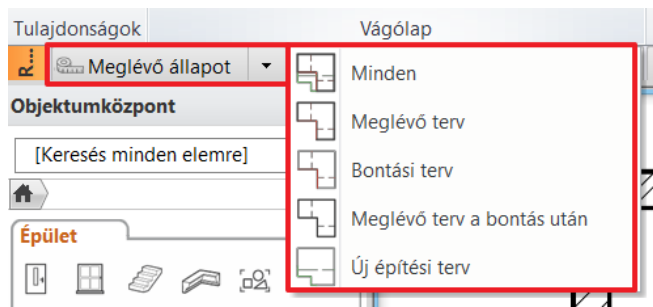 Tulajdonságok
Vágólap
R...
Meglévő állapot
Minden
Objektumközpont
Meglévő terv
[Keresés minden elemre]
Bontási terv
Meglévő terv a bontás után
Épület
Új építési terv